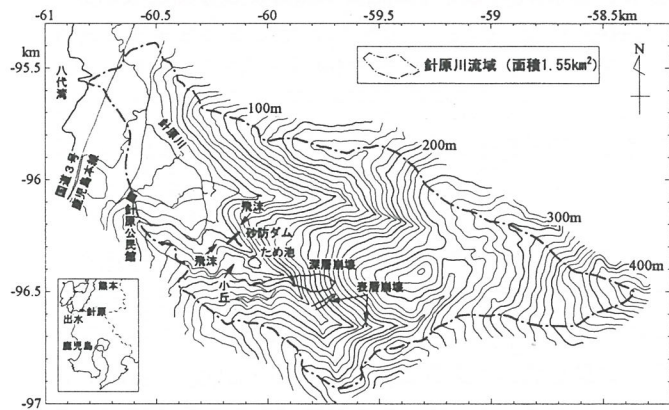 -61 -60.5 -60 -59.5 -59 -58.5km
km
-95.5
-96
-96.5
-97
針原川流域 (面積1.55km²)
N
八代湾
100m
200m
300m
400m
針原川
国道3号
鹿児島本線
針原公民館
飛沫
砂防ダム
ため池
飛沫
小丘
深層崩壊
表層崩壊
熊本
出水
針原
鹿児島